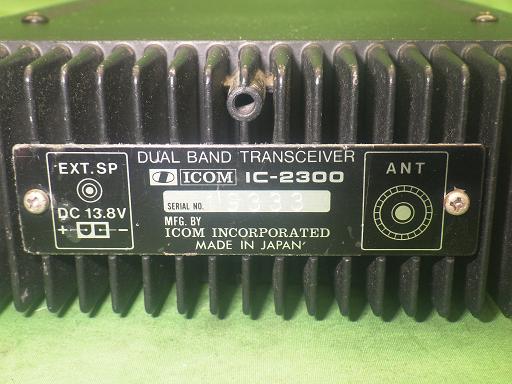 EXT.SP
DC 13.8V
+ -
DUAL BAND TRANSCEIVER
ICOM IC-2300
SERIAL NO.
MFG. BY
ICOM INCORPORATED
MADE IN JAPAN
ANT